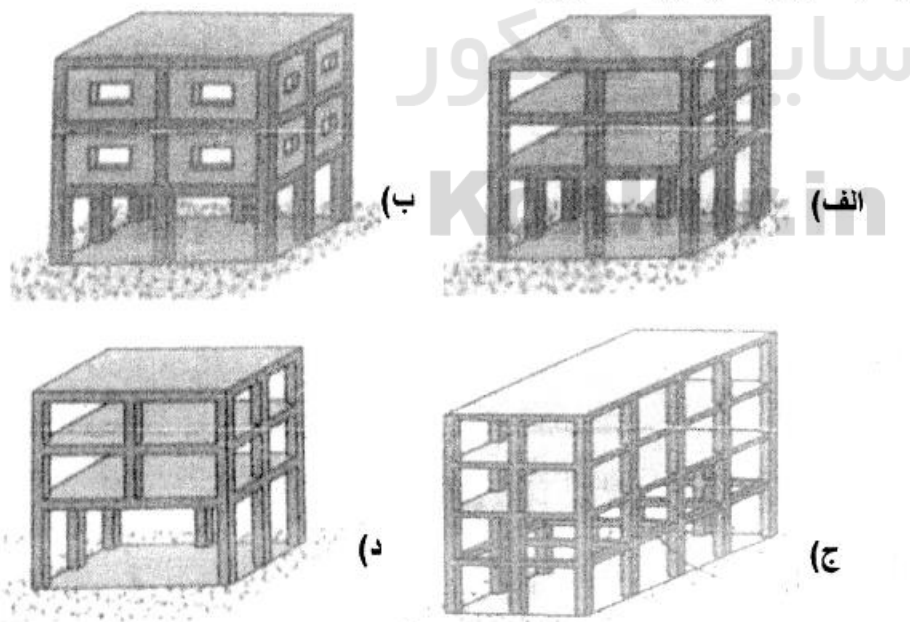 سایت کنکور
الف)
ب)
Konkur.in
ج)
د)